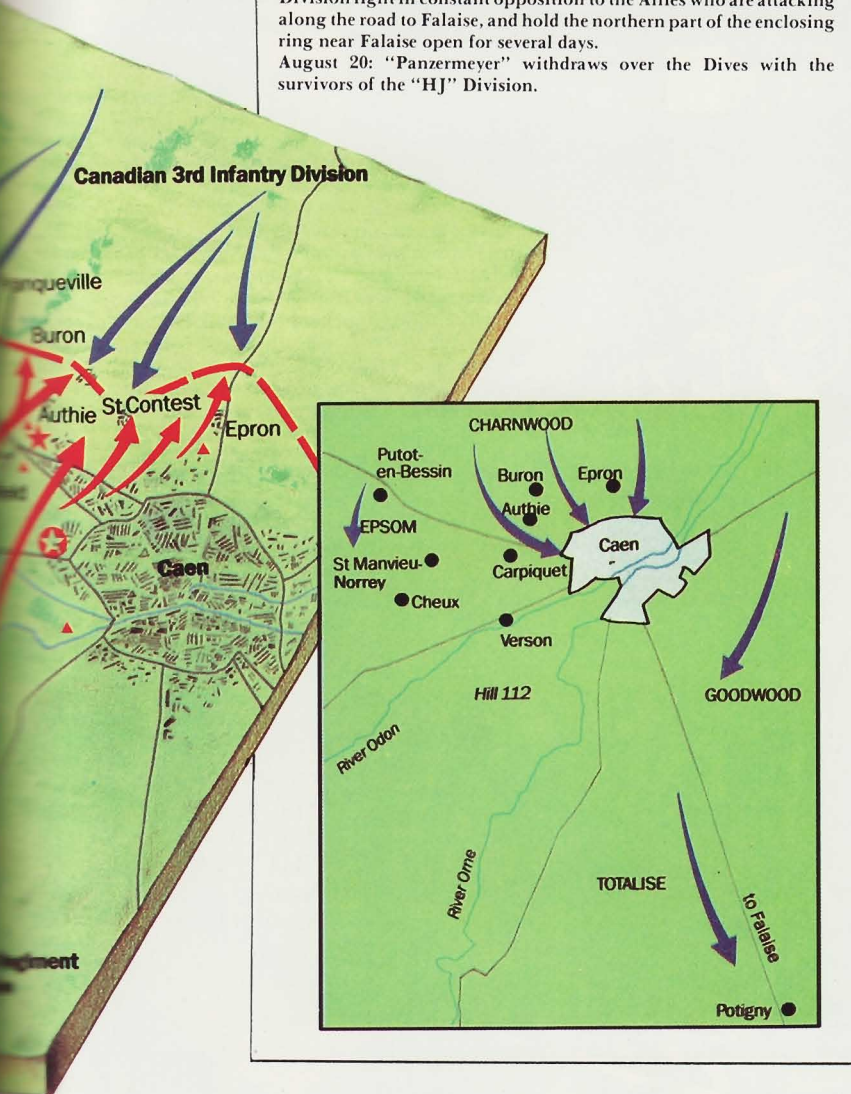 along the road to Falaise, and hold the northern part of the enclosing
ring near Falaise open for several days.
August 20: “Panzermeyer” withdraws over the Dives with the
survivors of the “HJ” Division.
Canadian 3rd Infantry Division
Buron
Authie
St.Contest
Epron
Caen
CHARNWOOD
Putot-
en-Bessin
Buron
Epron
Authie
EPSOM
Caen
St Manvieu-
Norrey
Carpiquet
Cheux
Verson
Hill 112
GOODWOOD
River Odon
River Orne
TOTALISE
to Falaise
Potigny